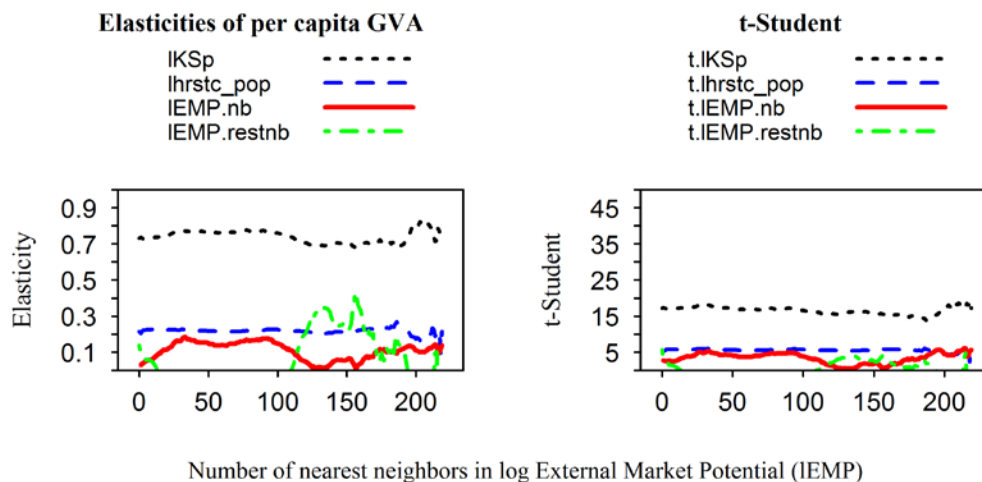 Elasticities of per capita GVA
lKSp
lhrstc_pop
lEMP.nb
lEMP.restnb
Elasticity
0.9
0.7
0.5
0.3
0.1
0 50 100 150 200
t-Student
t.lKSp
t.lhrstc_pop
t.lEMP.nb
t.lEMP.restnb
t-Student
45
35
25
15
5
0 50 100 150 200
Number of nearest neighbors in log External Market Potential (lEMP)